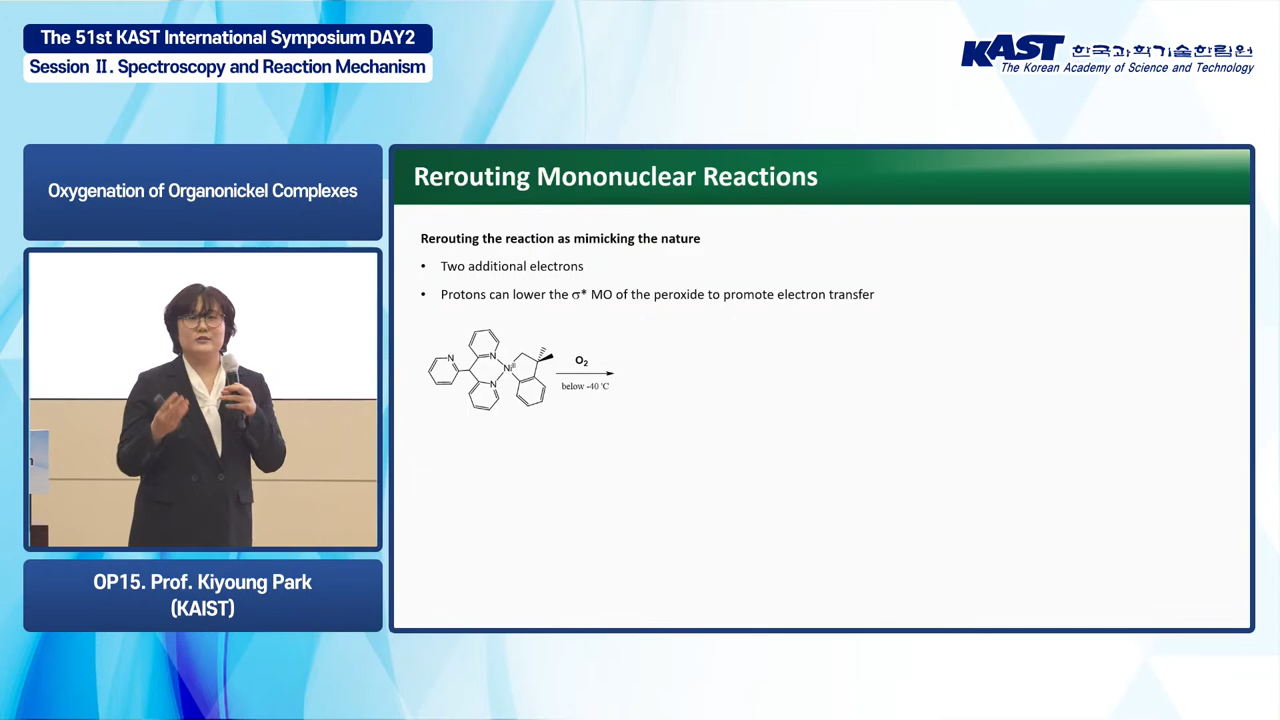 The 51st KAST International Symposium DAY2
Session Ⅱ. Spectroscopy and Reaction Mechanism
KAST 한국과학기술한림원
The Korean Academy of Science and Technology
Oxygenation of Organonickel Complexes
OP15. Prof. Kiyoung Park
(KAIST)
Rerouting Mononuclear Reactions
Rerouting the reaction as mimicking the nature
• Two additional electrons
• Protons can lower the σ* MO of the peroxide to promote electron transfer
N
N
N
Niᴵᴵ
O₂
below -40 ℃